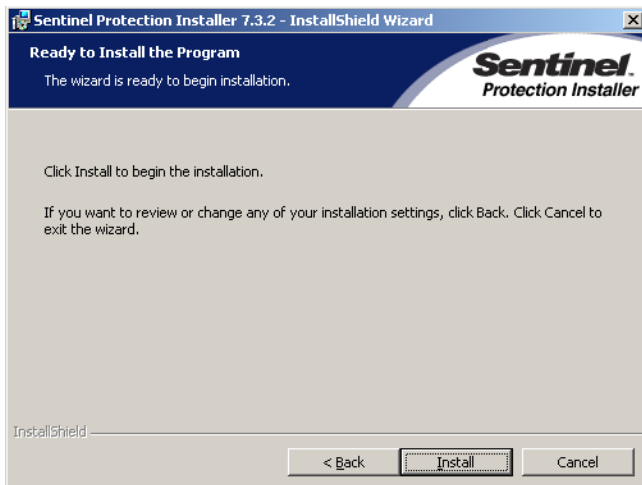 Sentinel Protection Installer 7.3.2 - InstallShield Wizard
Ready to Install the Program
The wizard is ready to begin installation.
Sentinel.
Protection Installer
Click Install to begin the installation.
If you want to review or change any of your installation settings, click Back. Click Cancel to
exit the wizard.
InstallShield
< Back
Install
Cancel